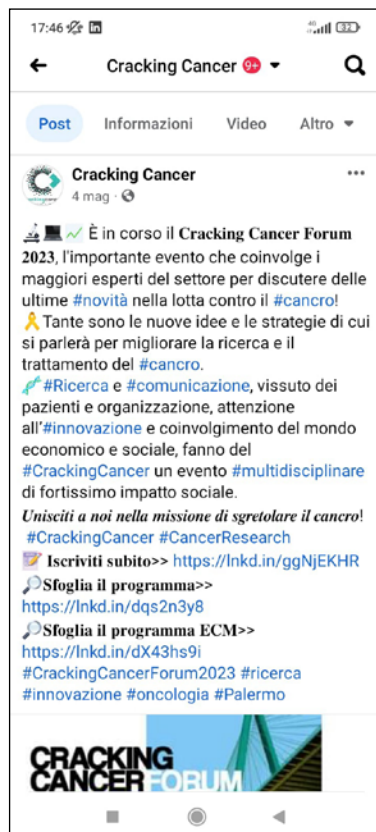 17:46
4G
92
Cracking Cancer 9+
Post Informazioni Video Altro
Cracking Cancer
4 mag
È in corso il Cracking Cancer Forum
2023, l'importante evento che coinvolge i
maggiori esperti del settore per discutere delle
ultime #novità nella lotta contro il #cancro!
Tante sono le nuove idee e le strategie di cui
si parlerà per migliorare la ricerca e il
trattamento del #cancro.
#Ricerca e #comunicazione, vissuto dei
pazienti e organizzazione, attenzione
all'#innovazione e coinvolgimento del mondo
economico e sociale, fanno del
#CrackingCancer un evento #multidisciplinare
di fortissimo impatto sociale.
Unisciti a noi nella missione di sgretolare il cancro!
#CrackingCancer #CancerResearch
Iscriviti subito>> https://lnkd.in/ggNjEKHR
Sfoglia il programma>>
https://lnkd.in/dqs2n3y8
Sfoglia il programma ECM>>
https://lnkd.in/dX43hs9i
#CrackingCancerForum2023 #ricerca
#innovazione #oncologia #Palermo
CRACKING
CANCER FORUM